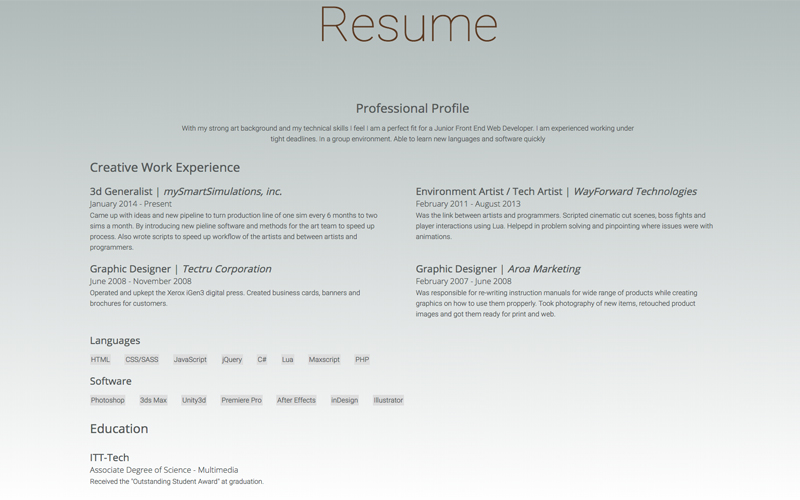 Resume
Professional Profile
With my strong art background and my technical skills I feel I am a perfect fit for a Junior Front End Web Developer. I am experienced working under
tight deadlines. in a group environment. Able to learn new languages and software quickly
Creative Work Experience
3d Generalist | mySmartSimulations, inc.
January 2014 - Present
Came up with ideas and new pipeline to turn production line of one sim every 6 months to two
sims a month. By introducing new pieline software and methods for the art team to speed up
process. Also wrote scripts to speed up workflow of the artists and between artists and
programmers.
Environment Artist / Tech Artist | WayForward Technologies
February 2011 - August 2013
Was the link between artists and programmers. Scripted cinematic cut scenes, boss fights and
player interactions using Lua. Helpepd in problem solving and pinpointing where issues were with
animations.
Graphic Designer | Tectru Corporation
June 2008 - November 2008
Operated and upkept the Xerox iGen3 digital press. Created business cards, banners and
brochures for customers.
Graphic Designer | Aroa Marketing
February 2007 - June 2008
Was responsible for re-writing instruction manuals for wide range of products while creating
graphics on how to use them propperly. Took photography of new items, retouched product
images and got them ready for print and web.
Languages
HTML CSS/SASS JavaScript jQuery C# Lua Maxscript PHP
Software
Photoshop 3ds Max Unity3d Premiere Pro After Effects inDesign Illustrator
Education
ITT-Tech
Associate Degree of Science - Multimedia
Received the "Outstanding Student Award" at graduation.